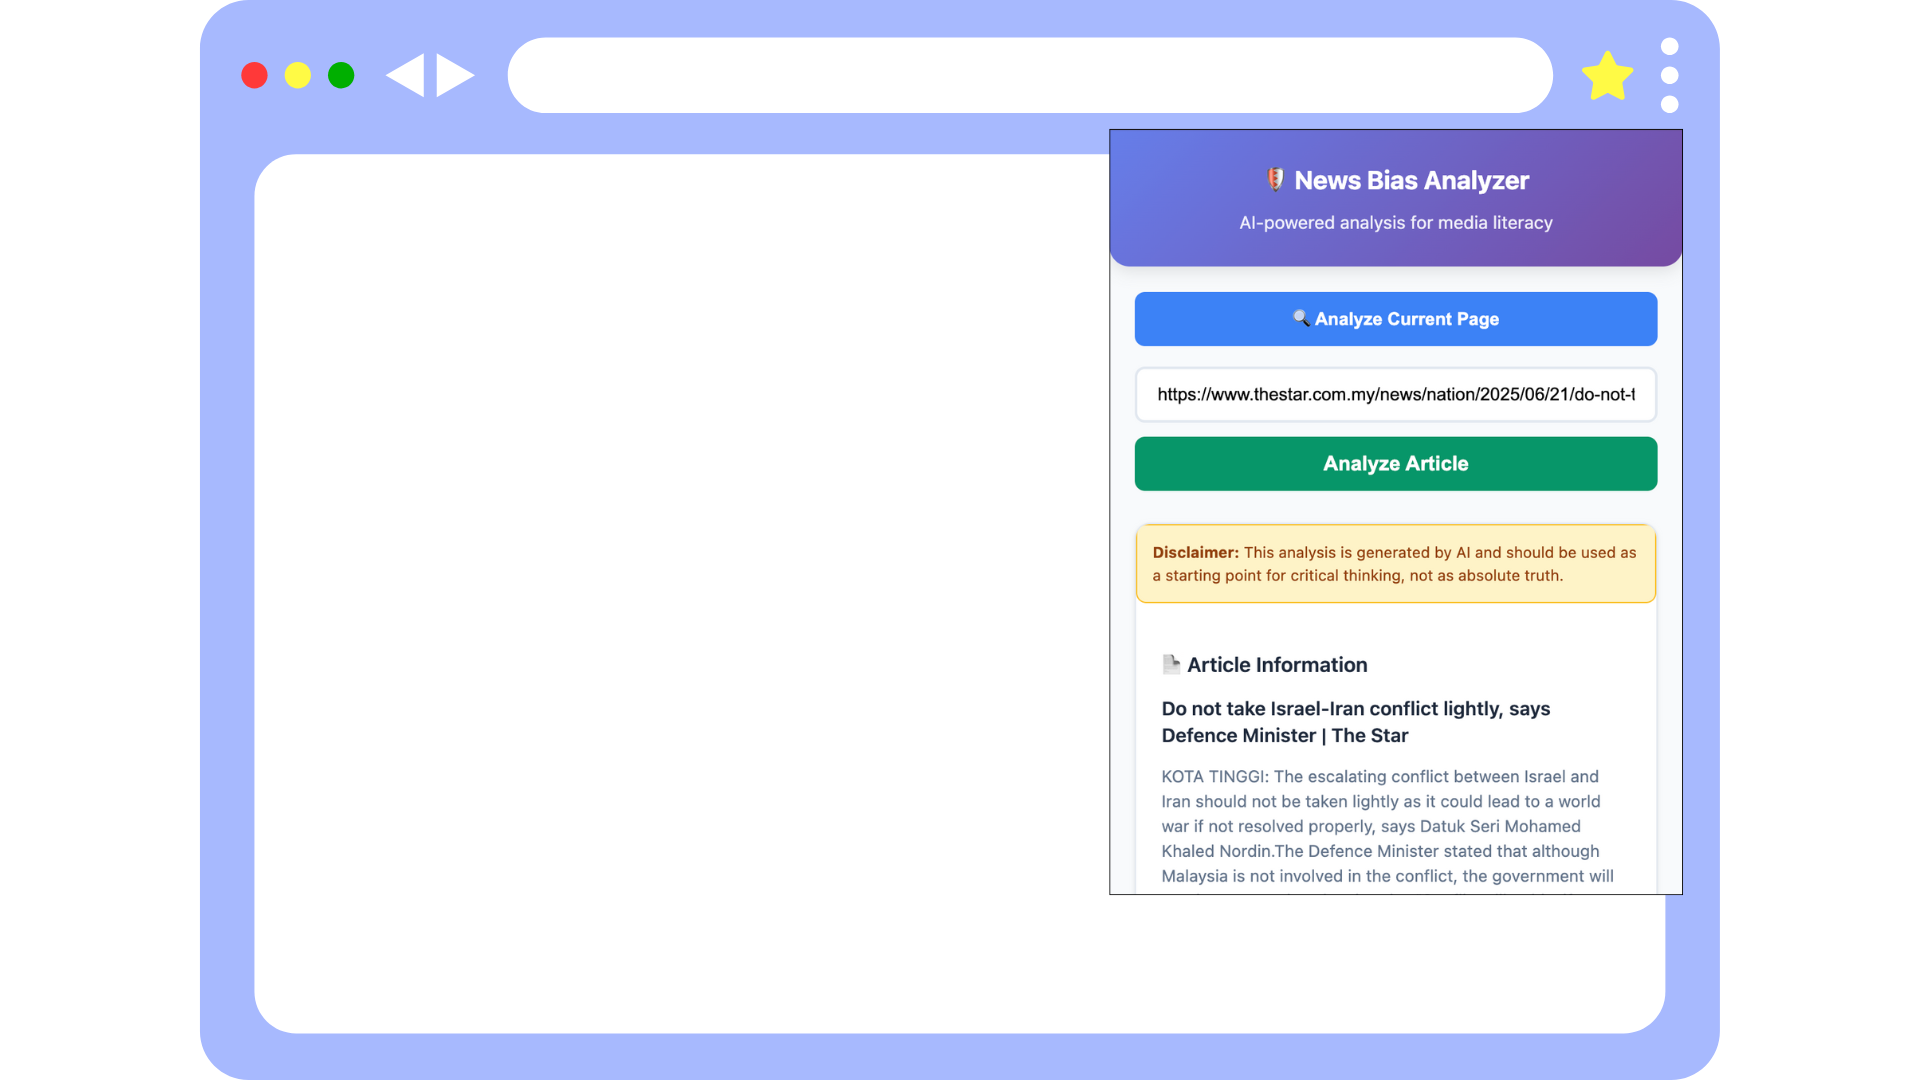 News Bias Analyzer
AI-powered analysis for media literacy
Analyze Current Page
https://www.thestar.com.my/news/nation/2025/06/21/do-not-t
Analyze Article
Disclaimer: This analysis is generated by AI and should be used as
a starting point for critical thinking, not as absolute truth.
Article Information
Do not take Israel-Iran conflict lightly, says
Defence Minister | The Star
KOTA TINGGI: The escalating conflict between Israel and
Iran should not be taken lightly as it could lead to a world
war if not resolved properly, says Datuk Seri Mohamed
Khaled Nordin.The Defence Minister stated that although
Malaysia is not involved in the conflict, the government will